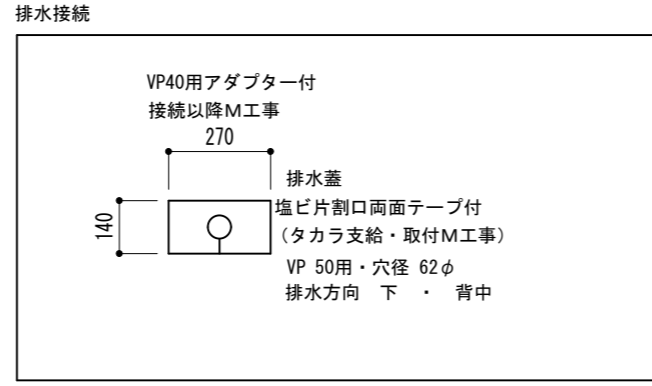 排水接続
VP40用アダプター付
接続以降M工事
270
140
排水蓋
塩ビ片割口両面テープ付
（タカラ支給・取付M工事）
VP 50用・穴径 62φ
排水方向 下 ・ 背中